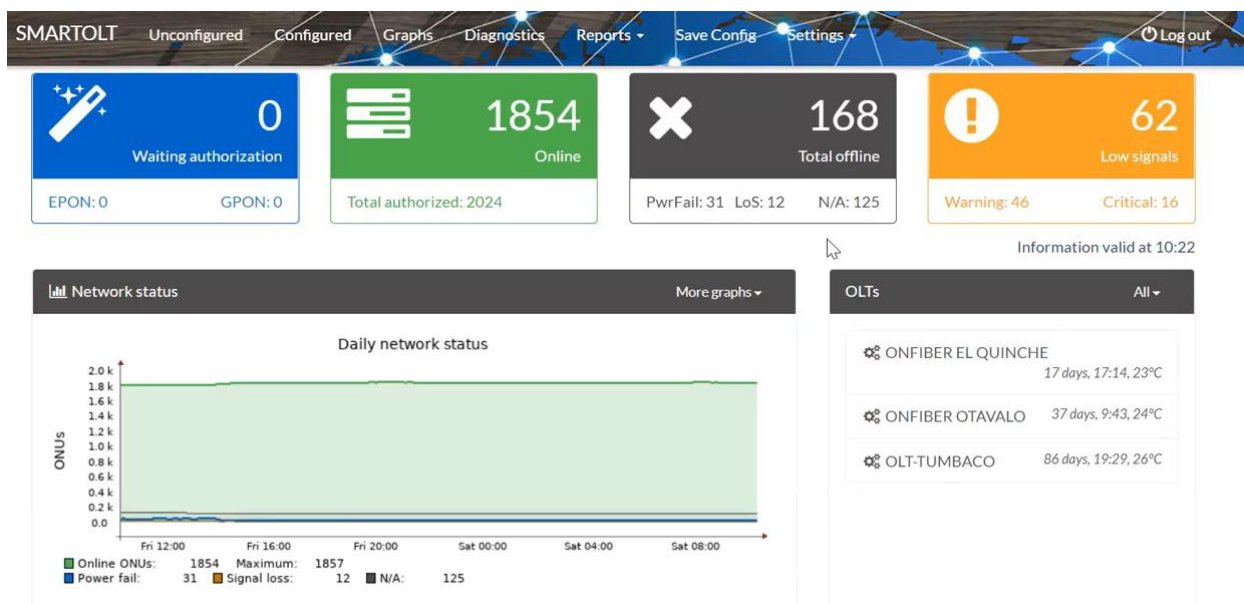 SMARTOLT Unconfigured Configured Graphs Diagnostics Reports Save Config Settings Log out
0
Waiting authorization
EPON: 0 GPON: 0
1854
Online
Total authorized: 2024
168
Total offline
PwrFail: 31 LoS: 12 N/A: 125
62
Low signals
Warning: 46 Critical: 16
Information valid at 10:22
Network status More graphs
Daily network status
ONUs
2.0 k
1.8 k
1.6 k
1.4 k
1.2 k
1.0 k
0.8 k
0.6 k
0.4 k
0.2 k
0.0
Fri 12:00 Fri 16:00 Fri 20:00 Sat 00:00 Sat 04:00 Sat 08:00
Online ONUs: 1854 Maximum: 1857
Power fail: 31 Signal loss: 12 N/A: 125
OLTs All
ONFIBER EL QUINCHE
17 days, 17:14, 23°C
ONFIBER OTAVALO 37 days, 9:43, 24°C
OLT-TUMBACO 86 days, 19:29, 26°C